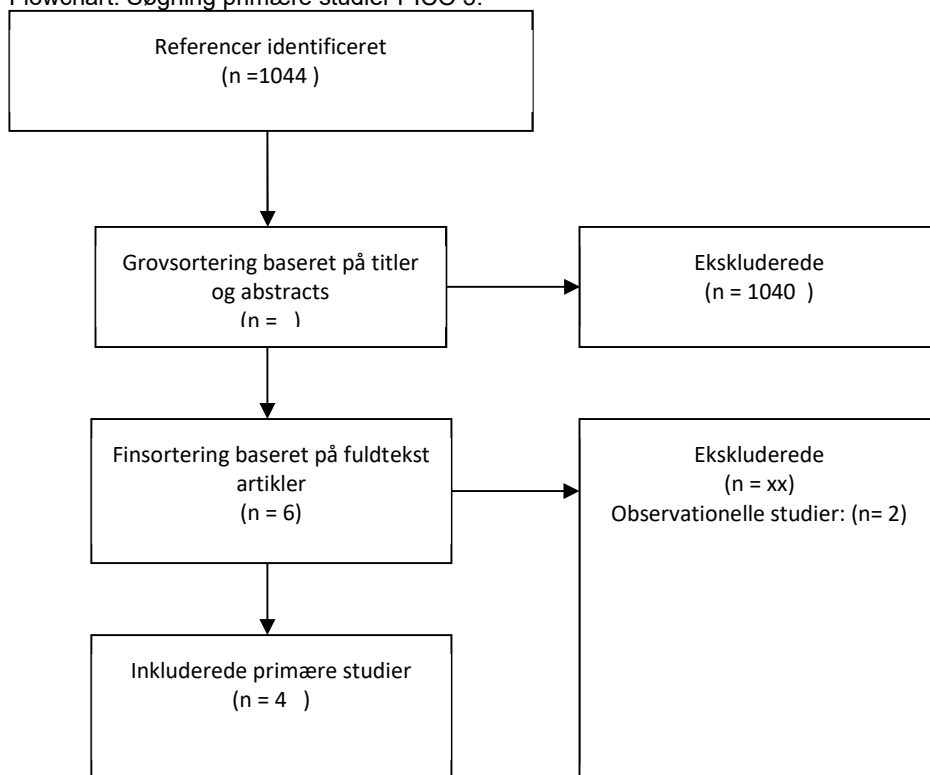 Flowchart: Søgning primære studier PICO 3:
Referencer identificeret
(n =1044 )
Grovsortering baseret på titler
og abstracts
(n = )
Ekskluderede
(n = 1040 )
Finsortering baseret på fuldtekst
artikler
(n = 6)
Ekskluderede
(n = xx)
Observationelle studier: (n= 2)
Inkluderede primære studier
(n = 4 )